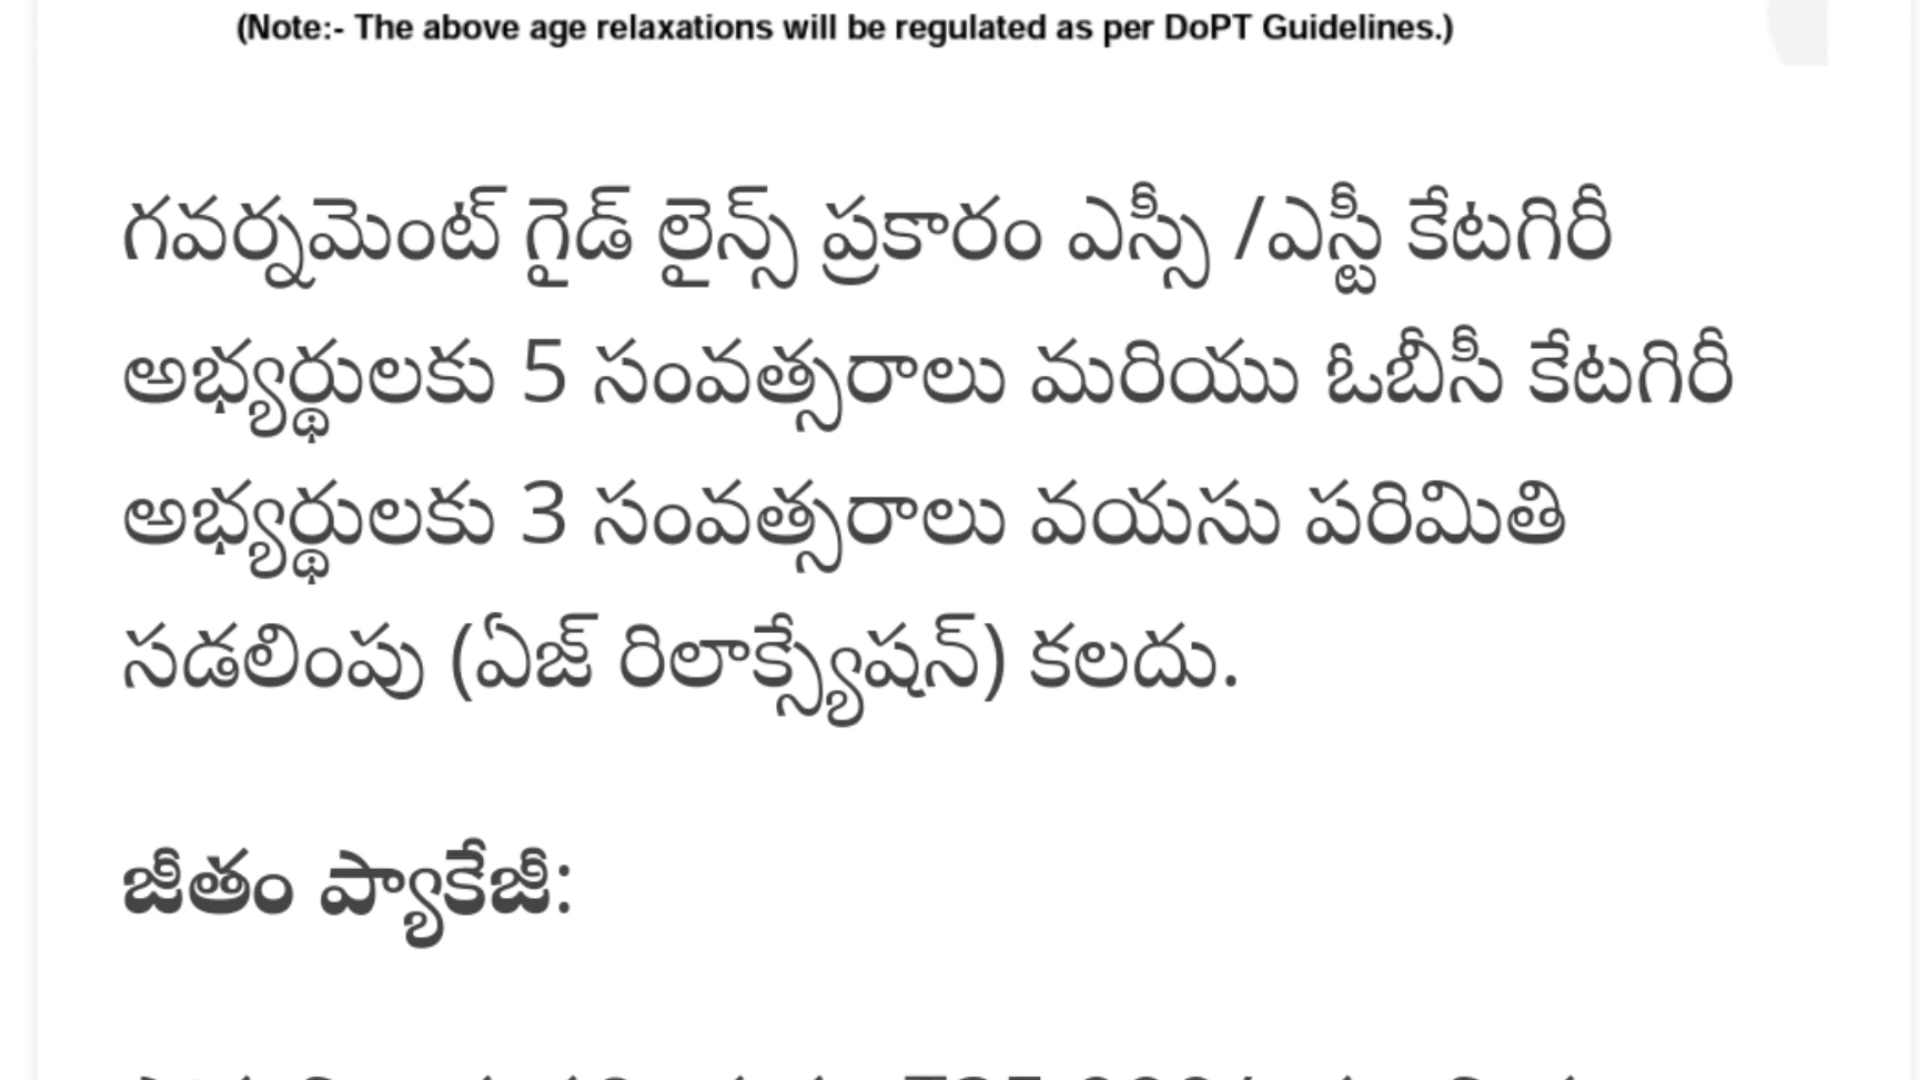 (Note:- The above age relaxations will be regulated as per DoPT Guidelines.)
గవర్నమెంట్ గైడ్ లైన్స్ ప్రకారం ఎస్సీ /ఎస్టీ కేటగిరీ
అభ్యర్థులకు 5 సంవత్సరాలు మరియు ఓబీసీ కేటగిరీ
అభ్యర్థులకు 3 సంవత్సరాలు వయసు పరిమితి
సడలింపు (ఏజ్ రిలాక్స్యేషన్) కలదు.
జీతం ప్యాకేజీ: